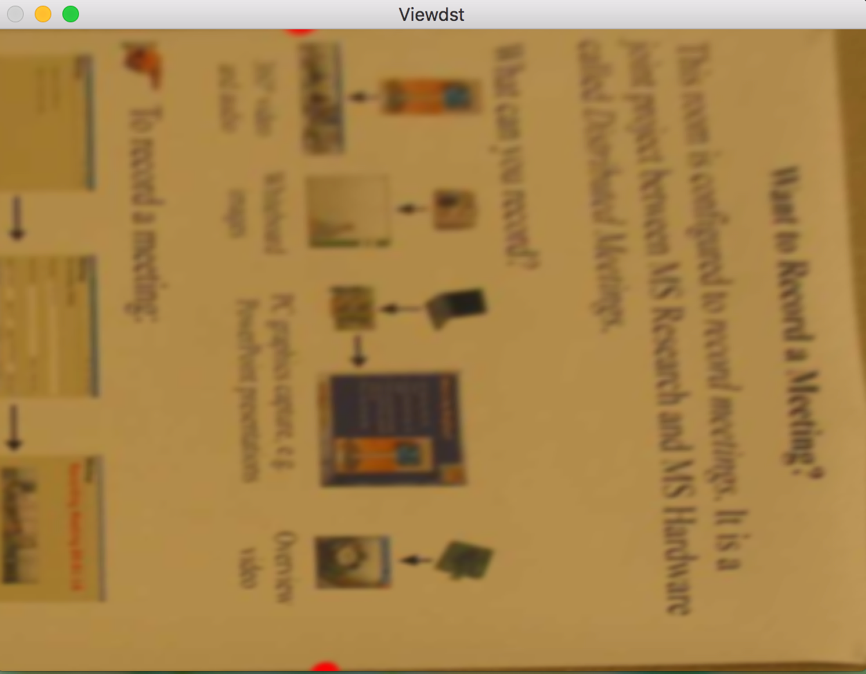 Viewdst
Want to Record a Meeting?
This room is configured to record meetings. It is a
joint project between MS Research and MS Hardware
called Distributed Meetings.
What can you record?
360° video
and audio
Whiteboard
images
PC graphics capture, e.g.
PowerPoint presentations
Overview
video
To record a meeting: